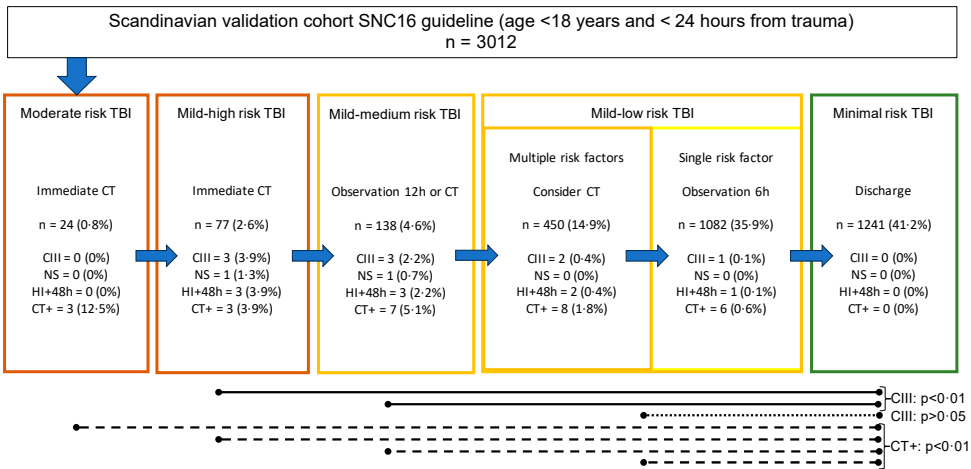 Scandinavian validation cohort SNC16 guideline (age <18 years and < 24 hours from trauma)
n = 3012
Moderate risk TBI
Immediate CT
n = 24 (0·8%)
CIII = 0 (0%)
NS = 0 (0%)
HI+48h = 0 (0%)
CT+ = 3 (12·5%)
Mild-high risk TBI
Immediate CT
n = 77 (2·6%)
CIII = 3 (3·9%)
NS = 1 (1·3%)
HI+48h = 3 (3·9%)
CT+ = 3 (3·9%)
Mild-medium risk TBI
Observation 12h or CT
n = 138 (4·6%)
CIII = 3 (2·2%)
NS = 1 (0·7%)
HI+48h = 3 (2·2%)
CT+ = 7 (5·1%)
Mild-low risk TBI
Multiple risk factors
Consider CT
n = 450 (14·9%)
CIII = 2 (0·4%)
NS = 0 (0%)
HI+48h = 2 (0·4%)
CT+ = 8 (1·8%)
Single risk factor
Observation 6h
n = 1082 (35·9%)
CIII = 1 (0·1%)
NS = 0 (0%)
HI+48h = 1 (0·1%)
CT+ = 6 (0·6%)
Minimal risk TBI
Discharge
n = 1241 (41·2%)
CIII = 0 (0%)
NS = 0 (0%)
HI+48h = 0 (0%)
CT+ = 0 (0%)
CIII: p<0·01
CIII: p>0·05
CT+: p<0·01